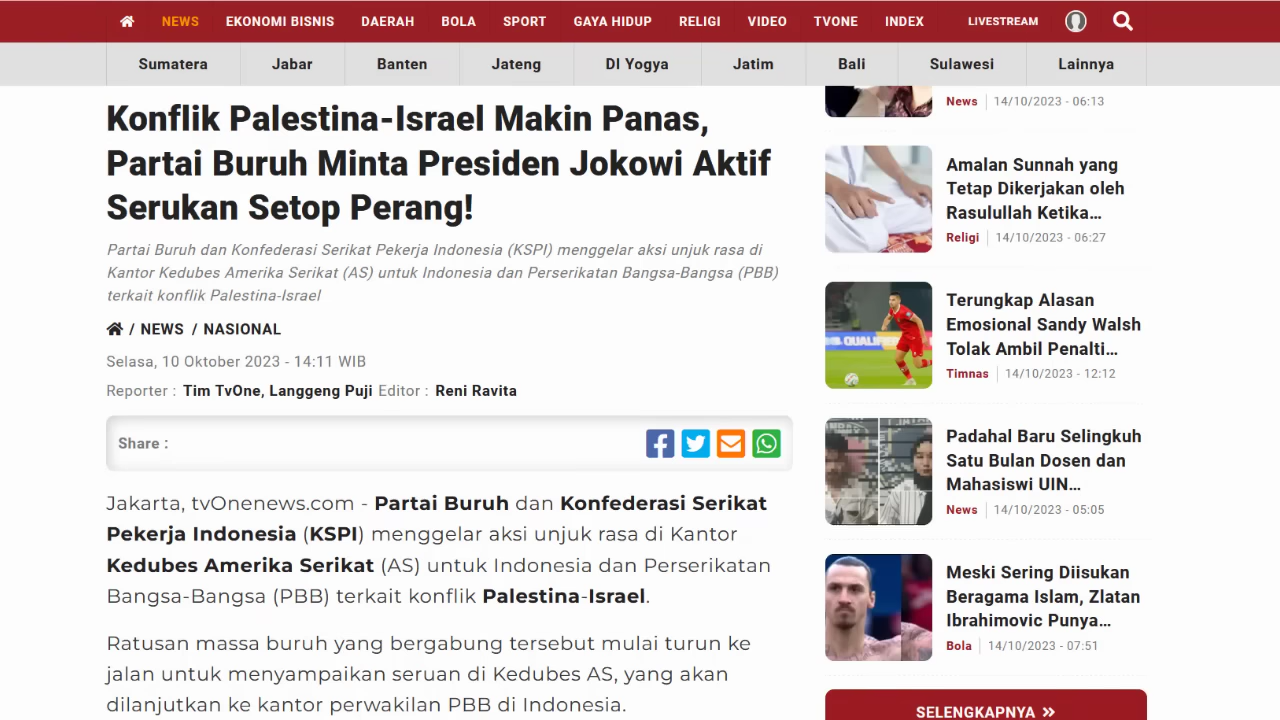 NEWS EKONOMI BISNIS DAERAH BOLA SPORT GAYA HIDUP RELIGI VIDEO TVONE INDEX LIVESTREAM
Sumatera Jabar Banten Jateng DI Yogya Jatim Bali Sulawesi Lainnya
Konflik Palestina-Israel Makin Panas,
Partai Buruh Minta Presiden Jokowi Aktif
Serukan Setop Perang!
Partai Buruh dan Konfederasi Serikat Pekerja Indonesia (KSPI) menggelar aksi unjuk rasa di
Kantor Kedubes Amerika Serikat (AS) untuk Indonesia dan Perserikatan Bangsa-Bangsa (PBB)
terkait konflik Palestina-Israel
/ NEWS / NASIONAL
Selasa, 10 Oktober 2023 - 14:11 WIB
Reporter : Tim TvOne, Langgeng Puji Editor : Reni Ravita
Share :
Jakarta, tvOnenews.com - Partai Buruh dan Konfederasi Serikat
Pekerja Indonesia (KSPI) menggelar aksi unjuk rasa di Kantor
Kedubes Amerika Serikat (AS) untuk Indonesia dan Perserikatan
Bangsa-Bangsa (PBB) terkait konflik Palestina-Israel.
Ratusan massa buruh yang bergabung tersebut mulai turun ke
jalan untuk menyampaikan seruan di Kedubes AS, yang akan
dilanjutkan ke kantor perwakilan PBB di Indonesia.
News 14/10/2023 - 06:13
Amalan Sunnah yang
Tetap Dikerjakan oleh
Rasulullah Ketika...
Religi 14/10/2023 - 06:27
Terungkap Alasan
Emosional Sandy Walsh
Tolak Ambil Penalti...
Timnas 14/10/2023 - 12:12
Padahal Baru Selingkuh
Satu Bulan Dosen dan
Mahasiswi UIN...
News 14/10/2023 - 05:05
Meski Sering Diisukan
Beragama Islam, Zlatan
Ibrahimovic Punya...
Bola 14/10/2023 - 07:51
SELENGKAPNYA »